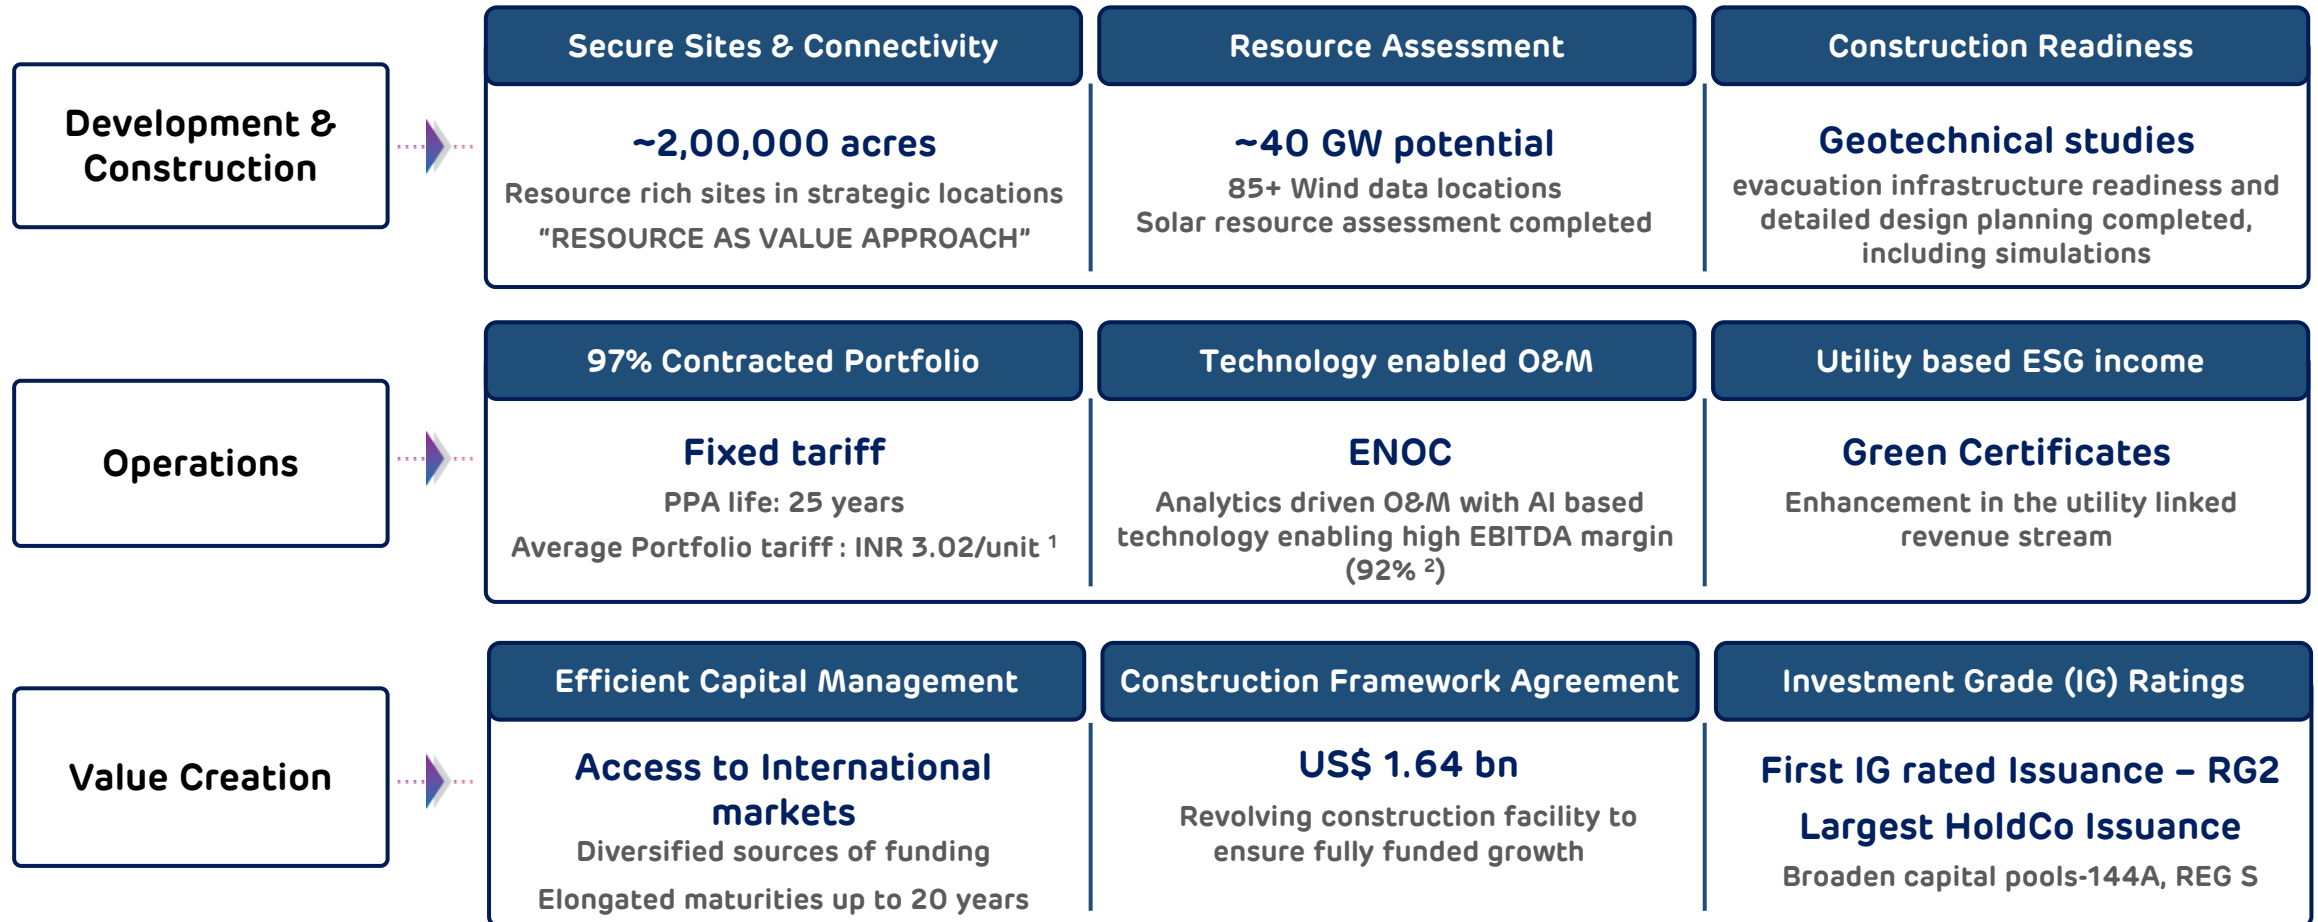 Development &
Construction
Secure Sites & Connectivity
~2,00,000 acres
Resource rich sites in strategic locations
“RESOURCE AS VALUE APPROACH”
Resource Assessment
~40 GW potential
85+ Wind data locations
Solar resource assessment completed
Construction Readiness
Geotechnical studies
evacuation infrastructure readiness and
detailed design planning completed,
including simulations
Operations
97% Contracted Portfolio
Fixed tariff
PPA life: 25 years
Average Portfolio tariff : INR 3.02/unit ¹
Technology enabled O&M
ENOC
Analytics driven O&M with AI based
technology enabling high EBITDA margin
(92% ²)
Utility based ESG income
Green Certificates
Enhancement in the utility linked
revenue stream
Value Creation
Efficient Capital Management
Access to International
markets
Diversified sources of funding
Elongated maturities up to 20 years
Construction Framework Agreement
US$ 1.64 bn
Revolving construction facility to
ensure fully funded growth
Investment Grade (IG) Ratings
First IG rated Issuance – RG2
Largest HoldCo Issuance
Broaden capital pools-144A, REG S